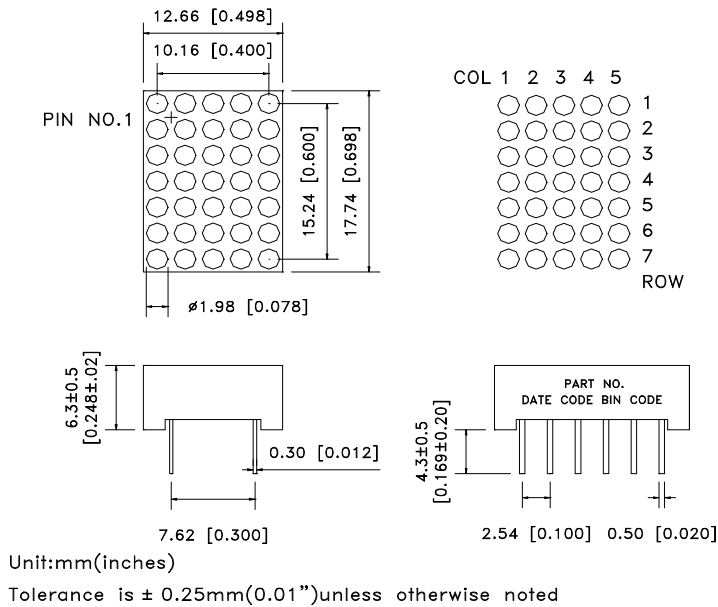 12.66 [0.498]
10.16 [0.400]
PIN NO.1
15.24 [0.600]
17.74 [0.698]
ø1.98 [0.078]
COL 1 2 3 4 5
1
2
3
4
5
6
7
ROW
6.3±0.5
[0.248±.02]
0.30 [0.012]
7.62 [0.300]
PART NO.
DATE CODE BIN CODE
4.3±0.5
[0.169±0.20]
2.54 [0.100] 0.50 [0.020]
Unit:mm(inches)
Tolerance is ± 0.25mm(0.01”)unless otherwise noted